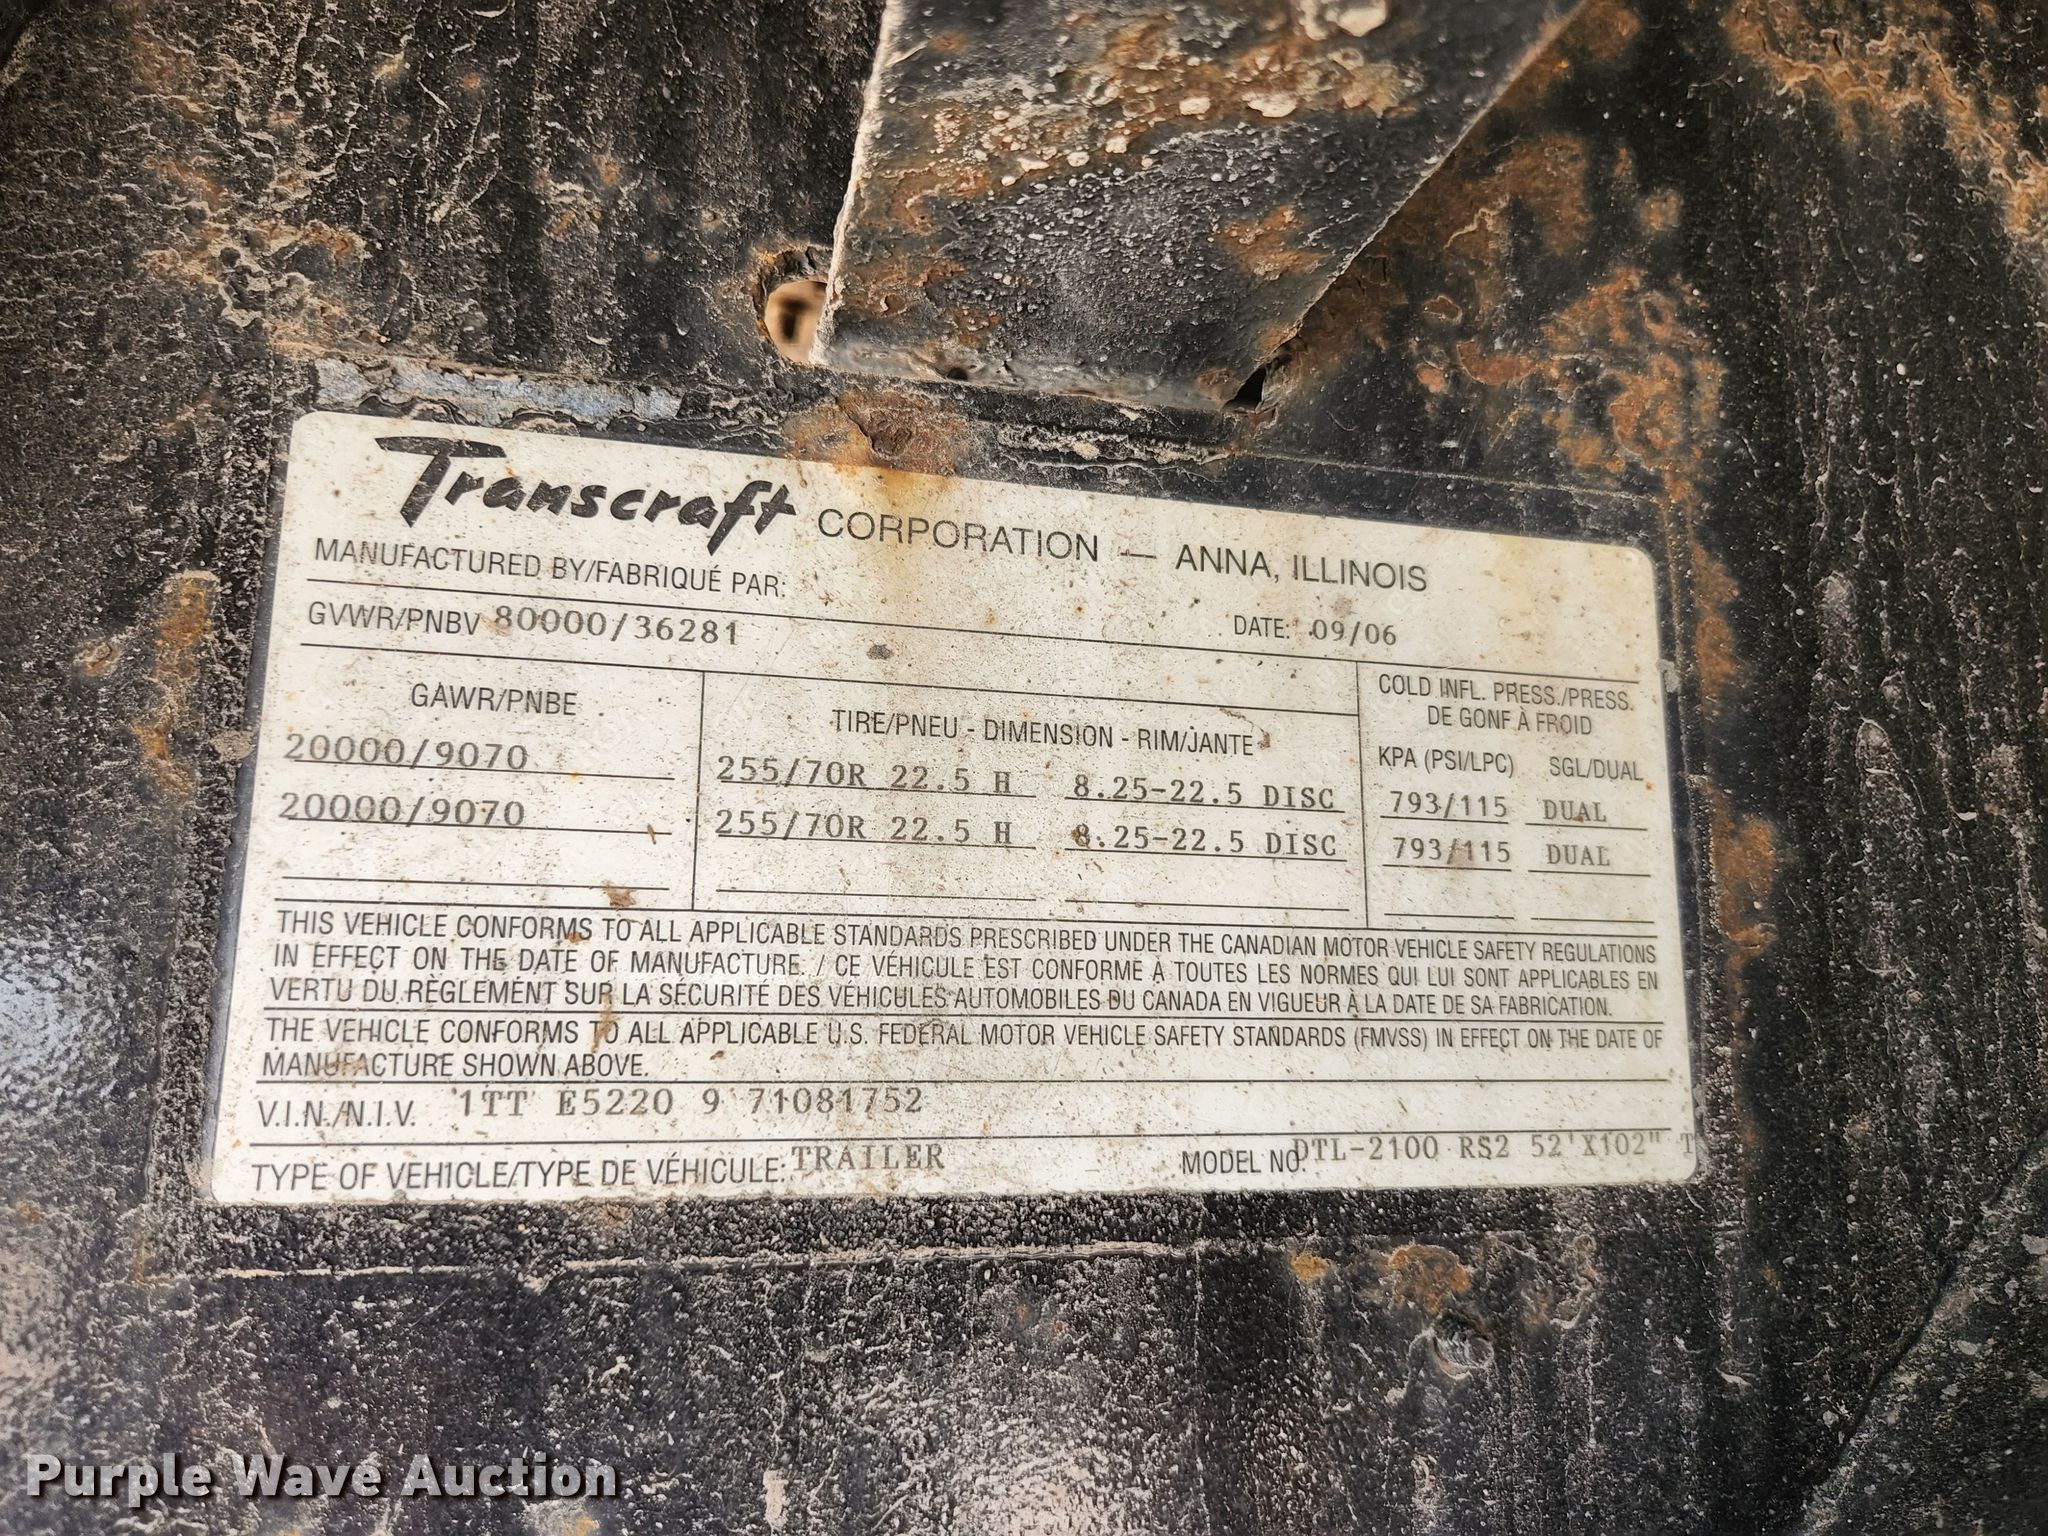 Transcraft CORPORATION — ANNA, ILLINOIS
MANUFACTURED BY/FABRIQUÉ PAR:
GVWR/PNBV 80000/36281 DATE: 09/06
GAWR/PNBE TIRE/PNEU - DIMENSION - RIM/JANTE COLD INFL. PRESS./PRESS.
DE GONF. À FROID
KPA (PSI/LPC) SGL/DUAL
20000/9070 255/70R 22.5 H 8.25-22.5 DISC 793/115 DUAL
20000/9070 255/70R 22.5 H 8.25-22.5 DISC 793/115 DUAL
THIS VEHICLE CONFORMS TO ALL APPLICABLE STANDARDS PRESCRIBED UNDER THE CANADIAN MOTOR VEHICLE SAFETY REGULATIONS
IN EFFECT ON THE DATE OF MANUFACTURE. / CE VÉHICULE EST CONFORME À TOUTES LES NORMES QUI LUI SONT APPLICABLES EN
VERTU DU RÈGLEMENT SUR LA SÉCURITÉ DES VÉHICULES AUTOMOBILES DU CANADA EN VIGUEUR À LA DATE DE SA FABRICATION.
THE VEHICLE CONFORMS TO ALL APPLICABLE U.S. FEDERAL MOTOR VEHICLE SAFETY STANDARDS (FMVSS) IN EFFECT ON THE DATE OF
MANUFACTURE SHOWN ABOVE.
V.I.N./N.I.V. 1TT E5220 9 71081752
TYPE OF VEHICLE/TYPE DE VÉHICULE: TRAILER MODEL NO. DTL-2100 RS2 52'X102" T
Purple Wave Auction